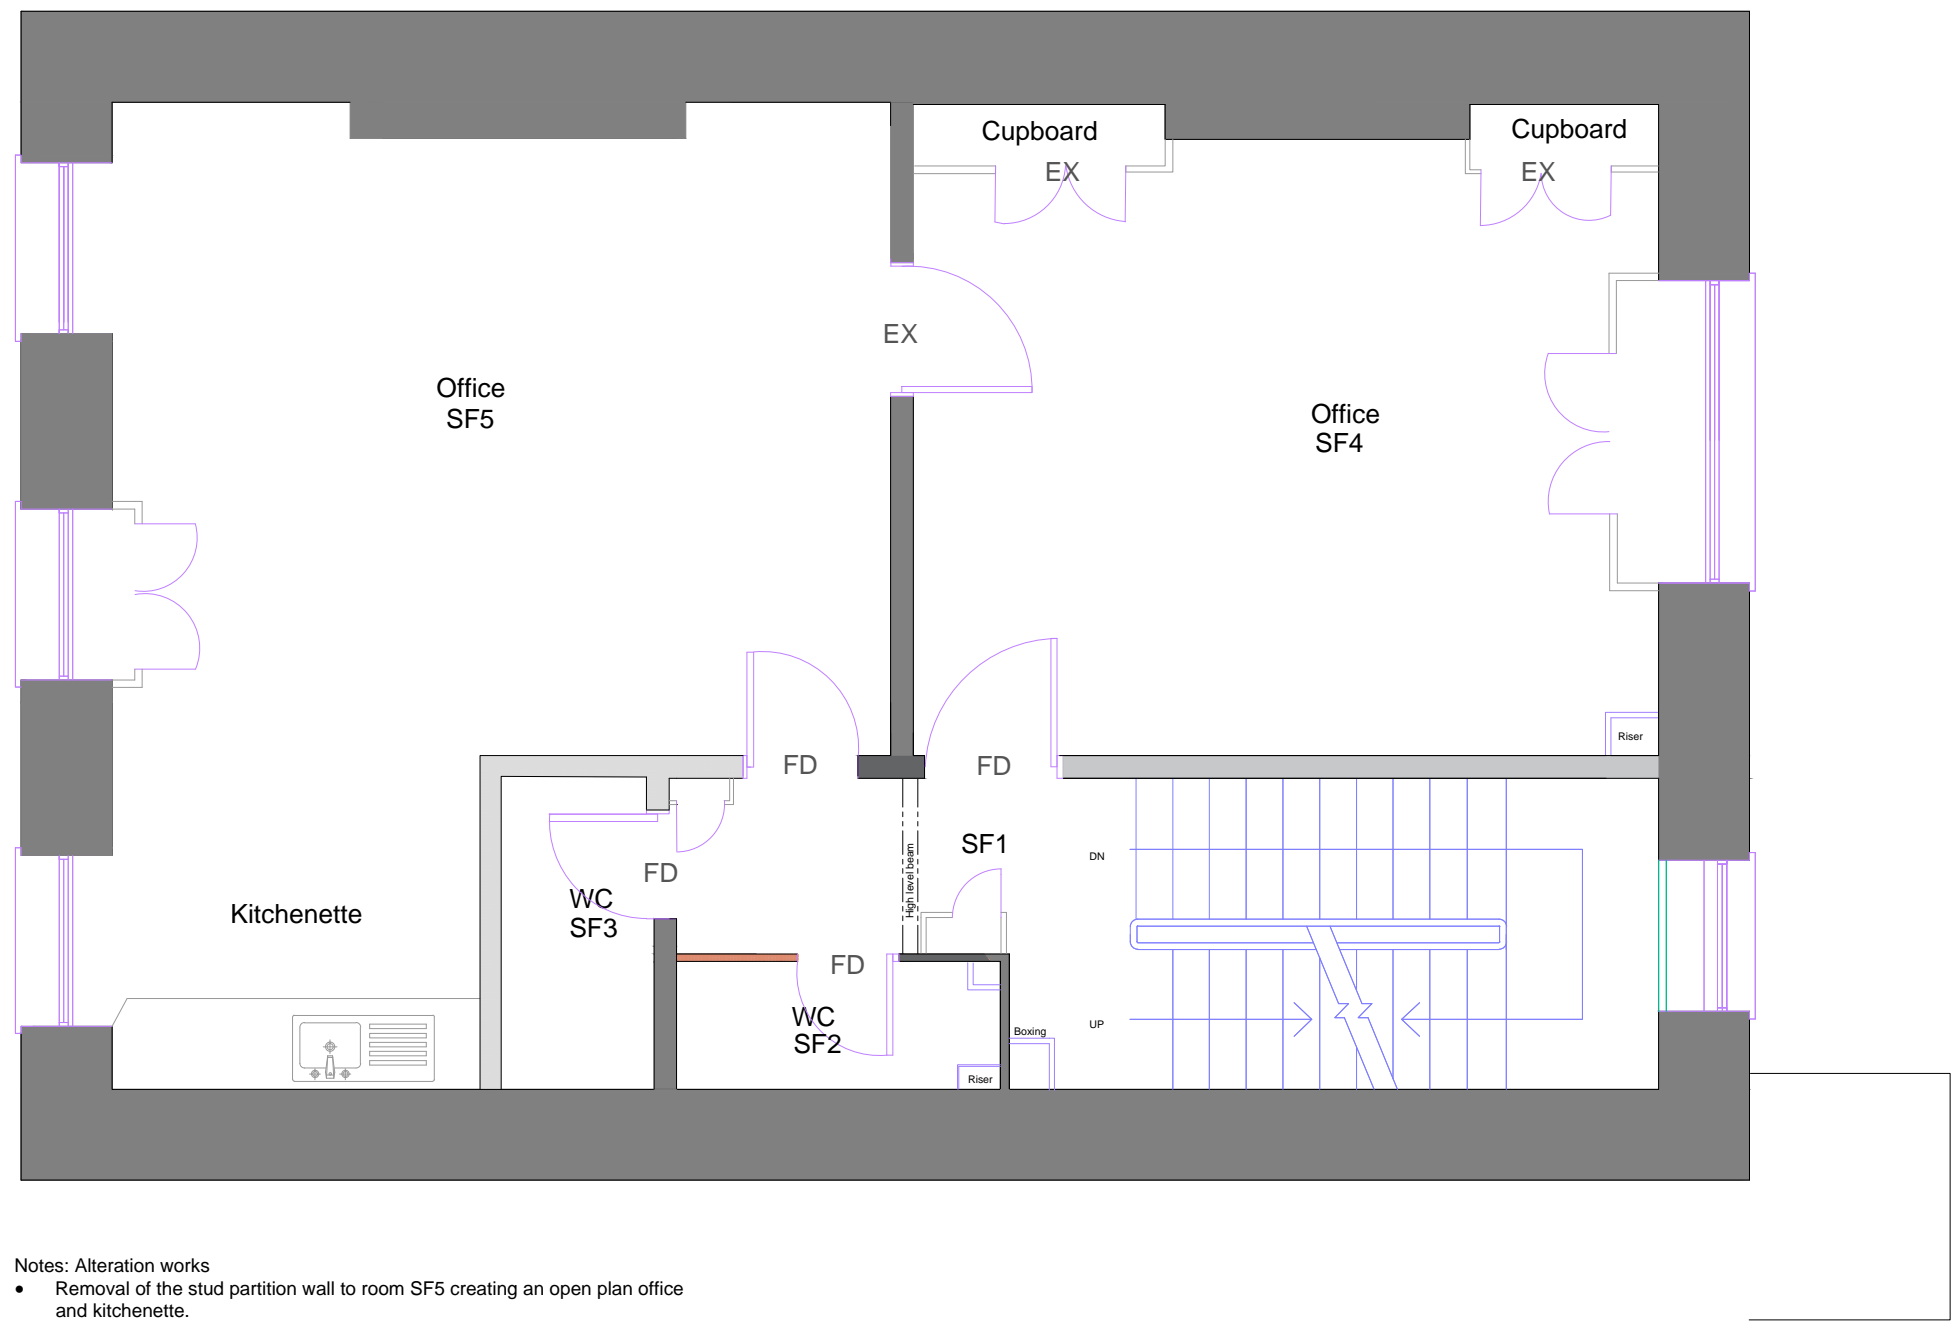 Cupboard
Cupboard
EX
EX
EX
Office
SF5
Office
SF4
Riser
FD
FD
SF1
High level beam
DN
FD
WC
SF3
Kitchenette
FD
WC
SF2
UP
Boxing
Riser
Notes: Alteration works
• Removal of the stud partition wall to room SF5 creating an open plan office
and kitchenette.